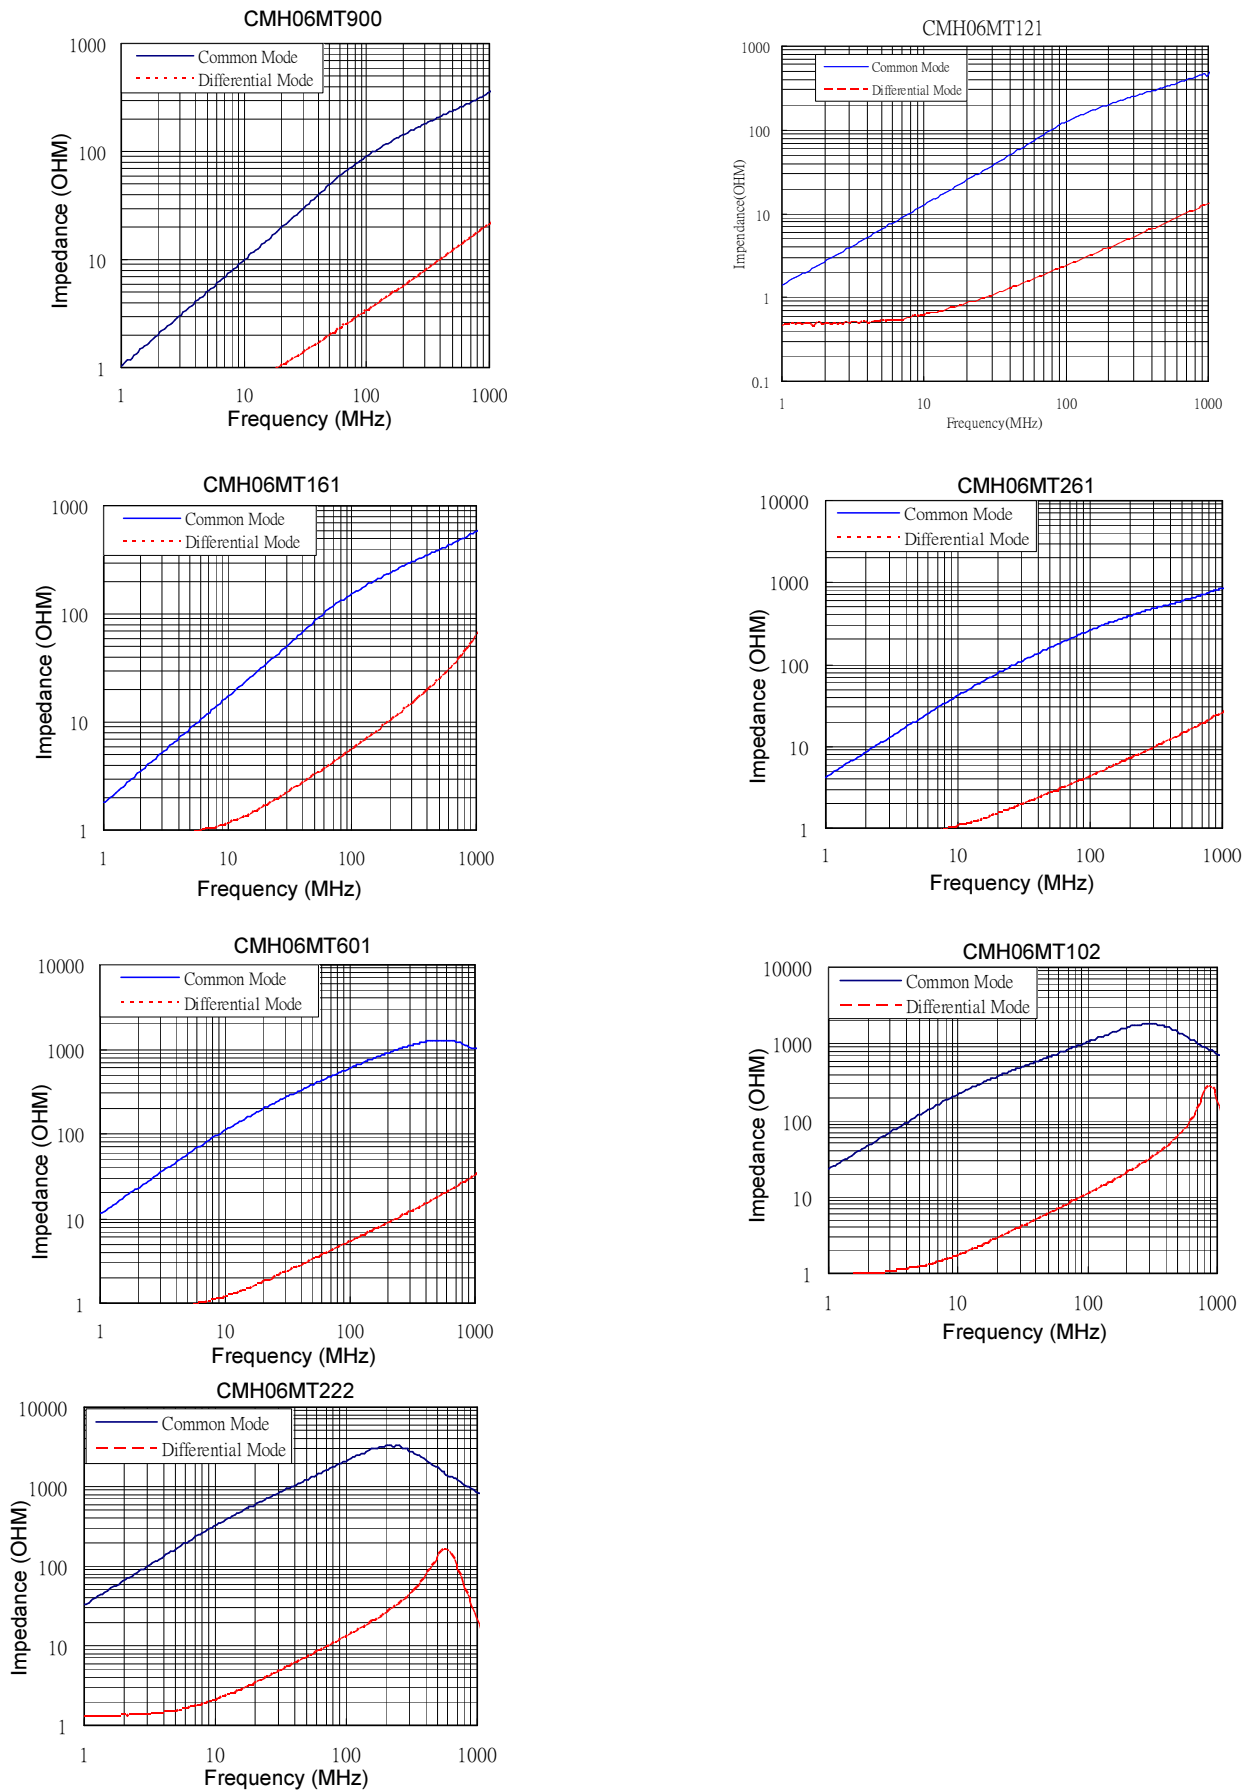 CMH06MT900
1000
Common Mode
Differential Mode
100
10
1
Impedance (OHM)
1 10 100 1000
Frequency (MHz)
CMH06MT121
1000
Common Mode
Differential Mode
100
10
1
0.1
Impendance(OHM)
1 10 100 1000
Frequency(MHz)
CMH06MT161
1000
Common Mode
Differential Mode
100
10
1
Impedance (OHM)
1 10 100 1000
Frequency (MHz)
CMH06MT261
10000
Common Mode
Differential Mode
1000
100
10
1
Impedance (OHM)
1 10 100 1000
Frequency (MHz)
CMH06MT601
10000
Common Mode
Differential Mode
1000
100
10
1
Impedance (OHM)
1 10 100 1000
Frequency (MHz)
CMH06MT102
10000
Common Mode
Differential Mode
1000
100
10
1
Impedance (OHM)
1 10 100 1000
Frequency (MHz)
CMH06MT222
10000
Common Mode
Differential Mode
1000
100
10
1
Impedance (OHM)
1 10 100 1000
Frequency (MHz)